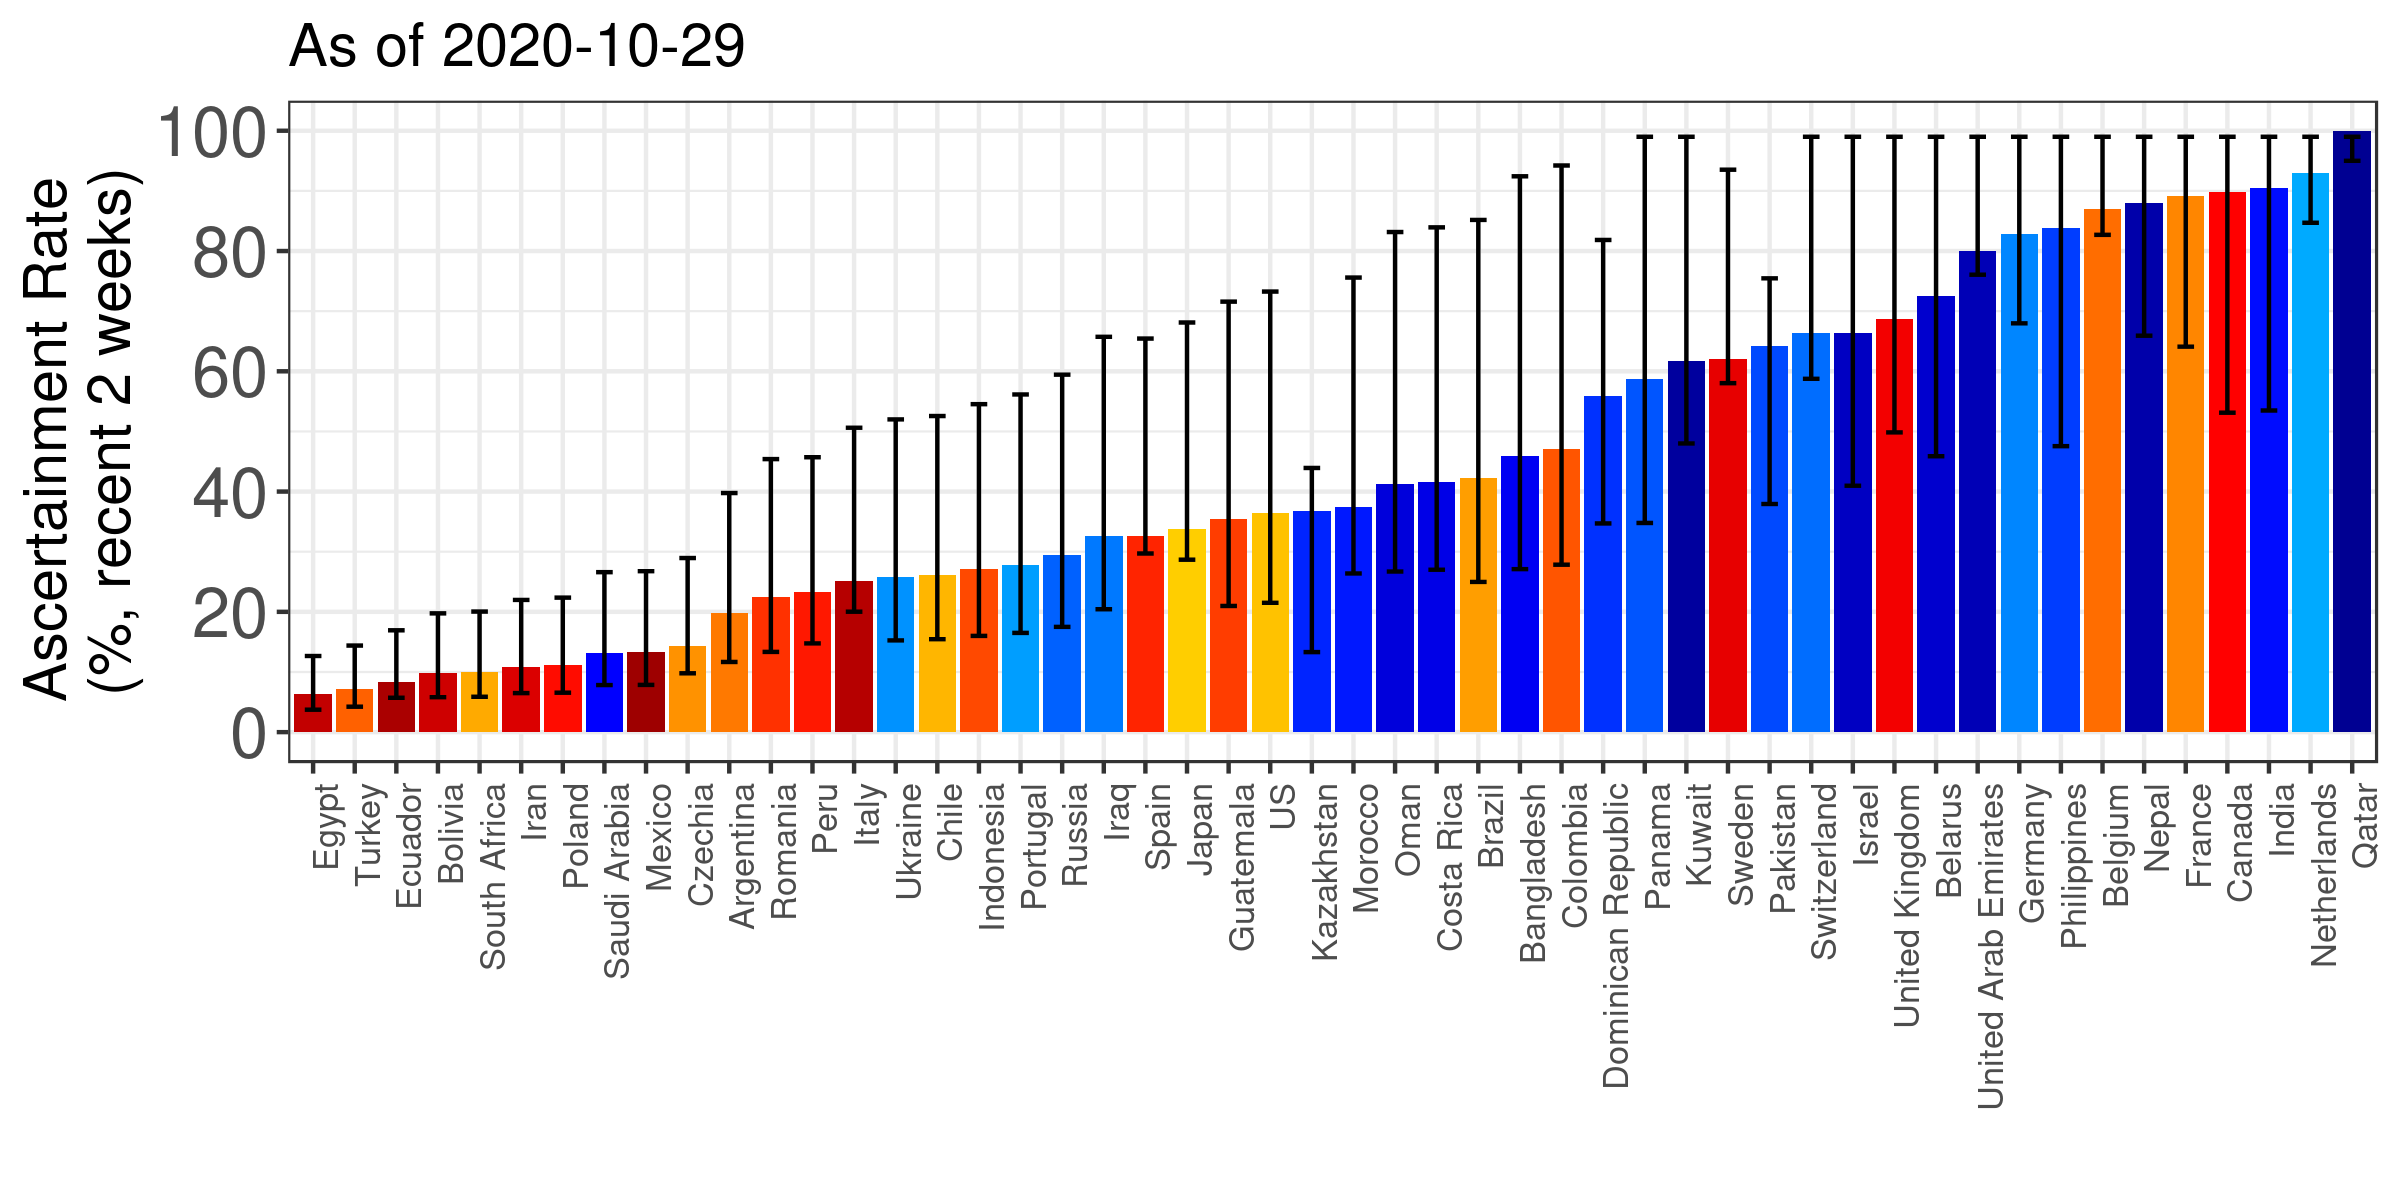 As of 2020-10-29
Ascertainment Rate
(%, recent 2 weeks)
100
80
60
40
20
0
Egypt
Turkey
Ecuador
Bolivia
South Africa
Iran
Poland
Saudi Arabia
Mexico
Czechia
Argentina
Romania
Peru
Italy
Ukraine
Chile
Indonesia
Portugal
Russia
Iraq
Spain
Japan
Guatemala
US
Kazakhstan
Morocco
Oman
Costa Rica
Brazil
Bangladesh
Colombia
Dominican Republic
Panama
Kuwait
Sweden
Pakistan
Switzerland
Israel
United Kingdom
Belarus
United Arab Emirates
Germany
Philippines
Belgium
Nepal
France
Canada
India
Netherlands
Qatar